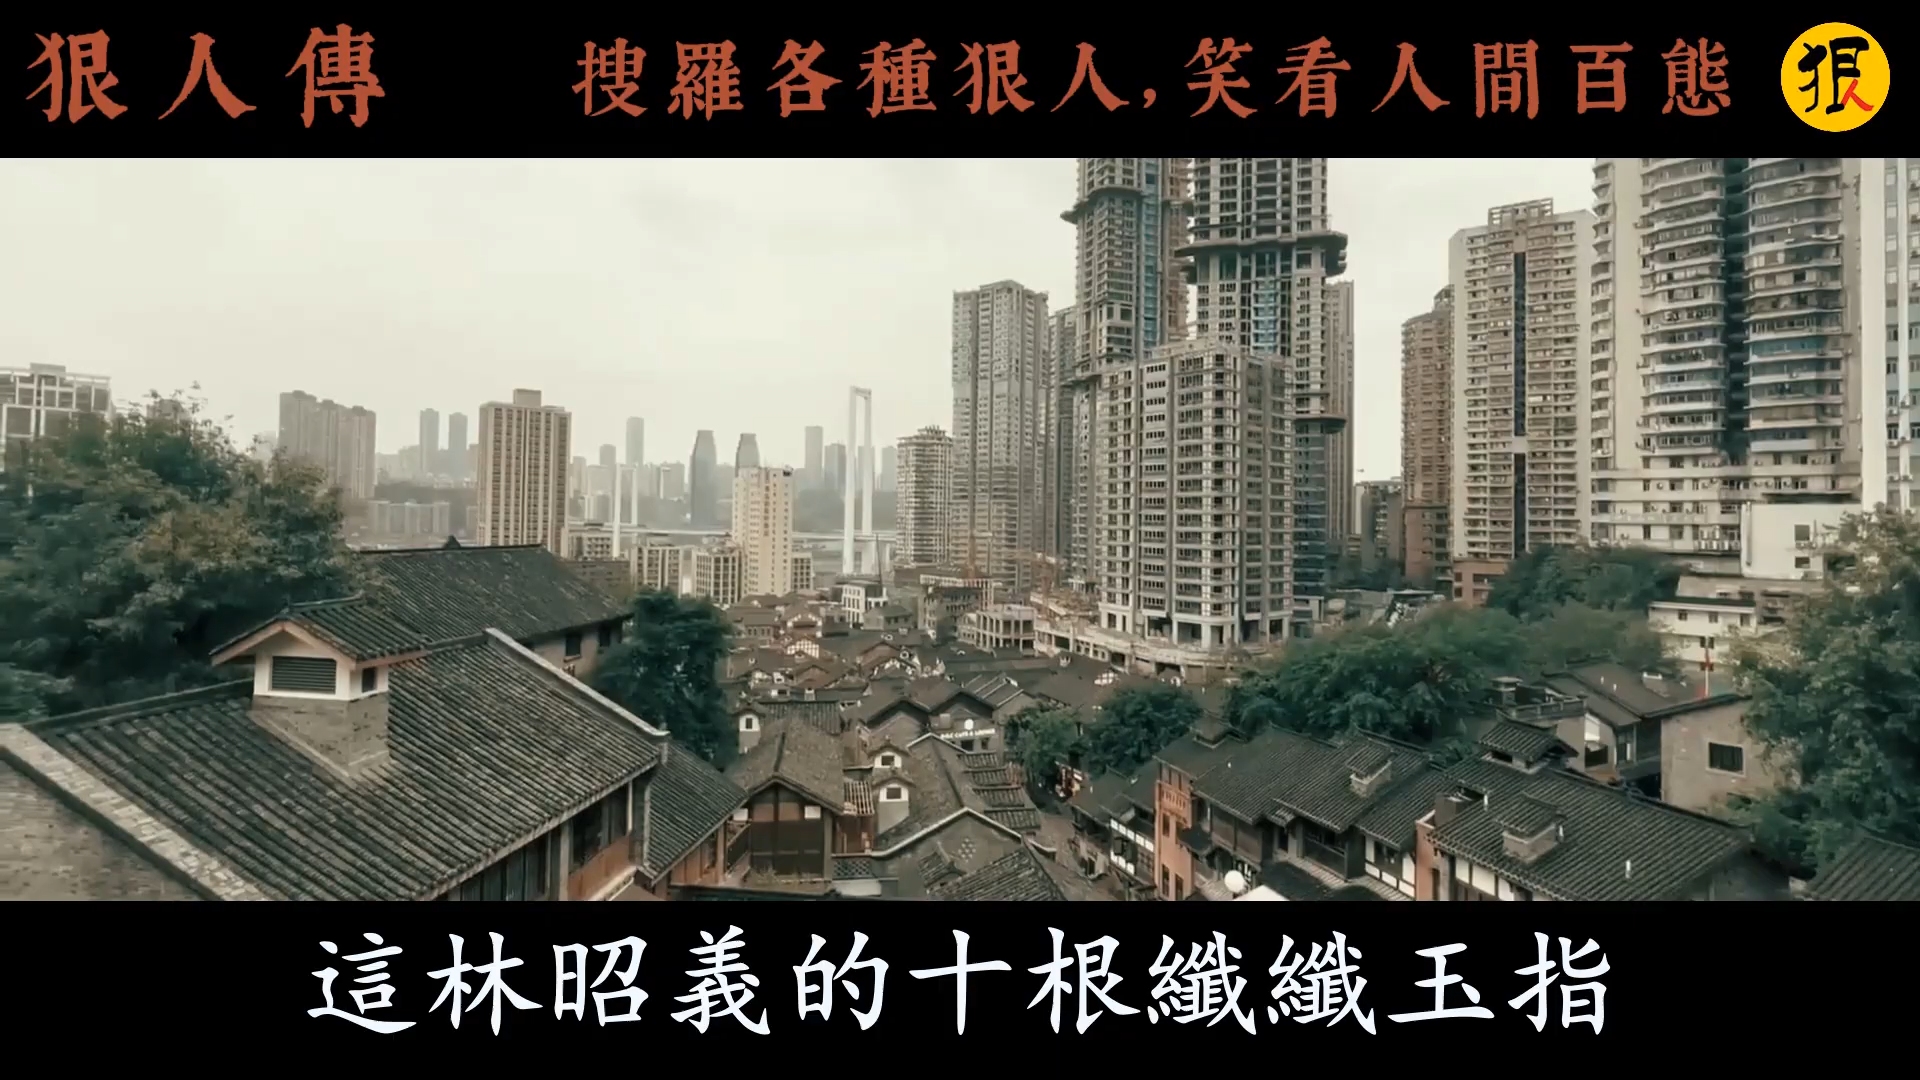 狠人傳
搜羅各種狠人,笑看人間百態
狠人
這林昭義的十根纖纖玉指